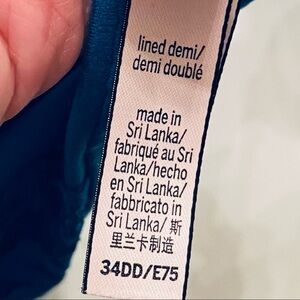 lined demi/
demi doublé
made in
Sri Lanka/
fabriqué au Sri
Lanka/hecho
en Sri Lanka/
fabbricato in
Sri Lanka/ 斯
里兰卡制造
34DD/E75